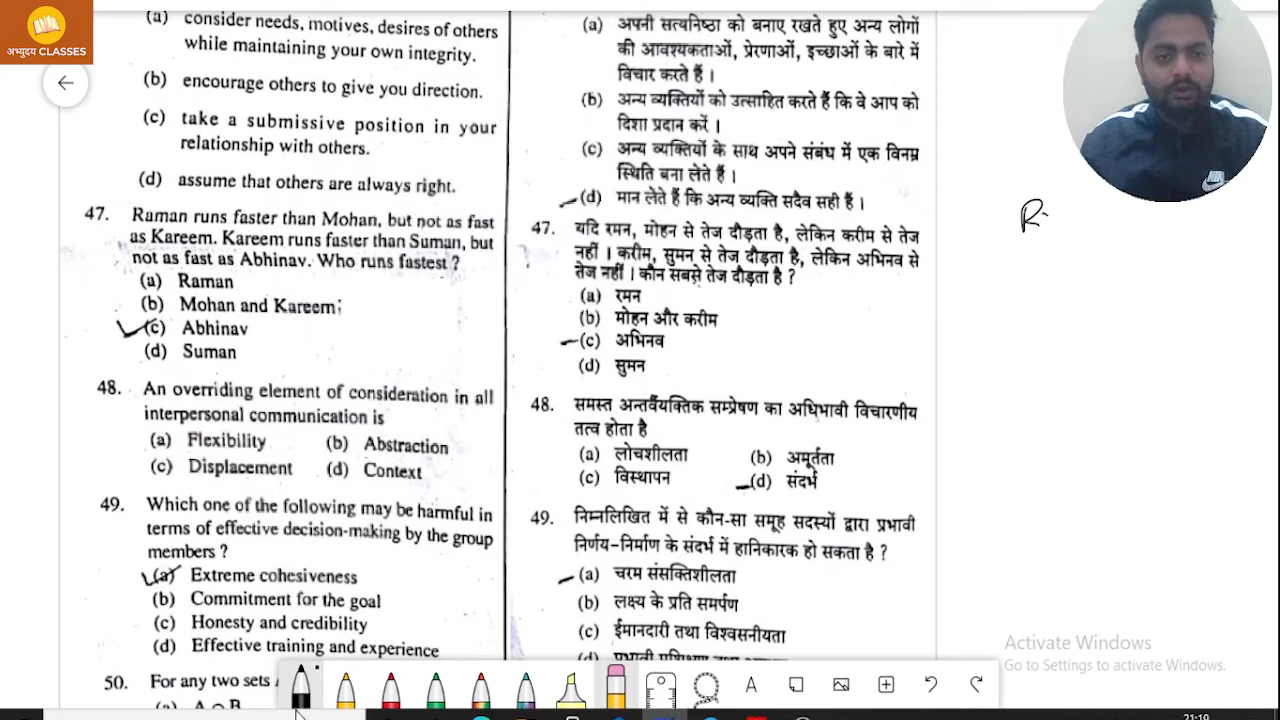 अभ्युदय CLASSES
(a) consider needs, motives, desires of others
while maintaining your own integrity.
(b) encourage others to give you direction.
(c) take a submissive position in your
relationship with others.
(d) assume that others are always right.
47. Raman runs faster than Mohan, but not as fast
as Kareem. Kareem runs faster than Suman, but
not as fast as Abhinav. Who runs fastest ?
(a) Raman
(b) Mohan and Kareem;
(c) Abhinav
(d) Suman
48. An overriding element of consideration in all
interpersonal communication is
(a) Flexibility (b) Abstraction
(c) Displacement (d) Context
49. Which one of the following may be harmful in
terms of effective decision-making by the group
members ?
(a) Extreme cohesiveness
(b) Commitment for the goal
(c) Honesty and credibility
(d) Effective training and experience
50. For any two sets
(a) अपनी सत्यनिष्ठा को बनाए रखते हुए अन्य लोगों
की आवश्यकताओं, प्रेरणाओं, इच्छाओं के बारे में
विचार करते हैं ।
(b) अन्य व्यक्तियों को उत्साहित करते हैं कि वे आप को
दिशा प्रदान करें ।
(c) अन्य व्यक्तियों के साथ अपने संबंध में एक विनम्र
स्थिति बना लेते हैं ।
(d) मान लेते हैं कि अन्य व्यक्ति सदैव सही हैं ।
47. यदि रमन, मोहन से तेज दौड़ता है, लेकिन करीम से तेज
नहीं । करीम, सुमन से तेज दौड़ता है, लेकिन अभिनव से
तेज नहीं । कौन सबसे तेज दौड़ता है ?
(a) रमन
(b) मोहन और करीम
(c) अभिनव
(d) सुमन
48. समस्त अन्तर्वैयक्तिक सम्प्रेषण का अधिभावी विचारणीय
तत्व होता है
(a) लोचशीलता (b) अमूर्तता
(c) विस्थापन (d) संदर्भ
49. निम्नलिखित में से कौन-सा समूह सदस्यों द्वारा प्रभावी
निर्णय-निर्माण के संदर्भ में हानिकारक हो सकता है ?
(a) चरम संसक्तिशीलता
(b) लक्ष्य के प्रति समर्पण
(c) ईमानदारी तथा विश्वसनीयता
(d)
R
Activate Windows
Go to Settings to activate Windows.
21:10